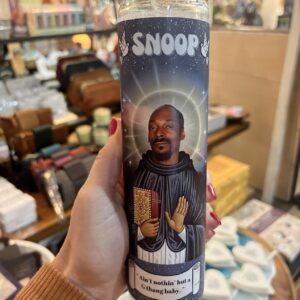 SNOOP
"Ain't nothin' but a
G thang baby."